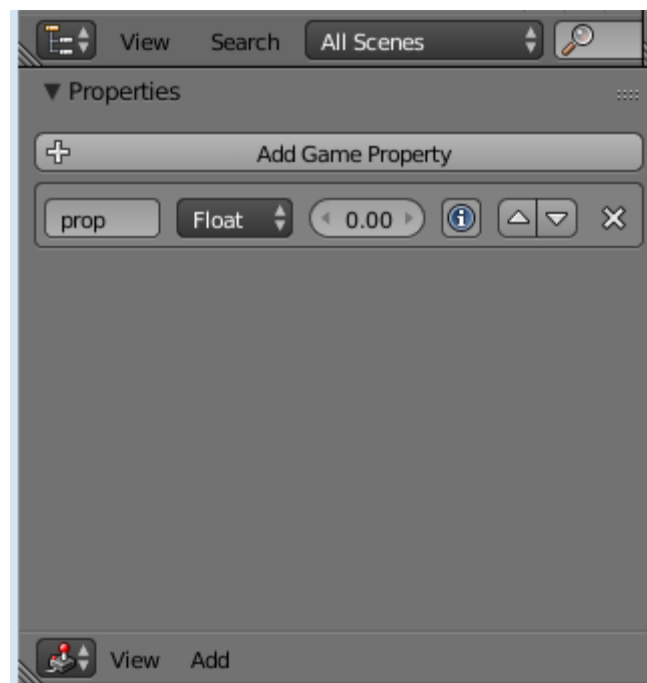 View Search All Scenes
Properties
Add Game Property
prop Float 0.00
View Add